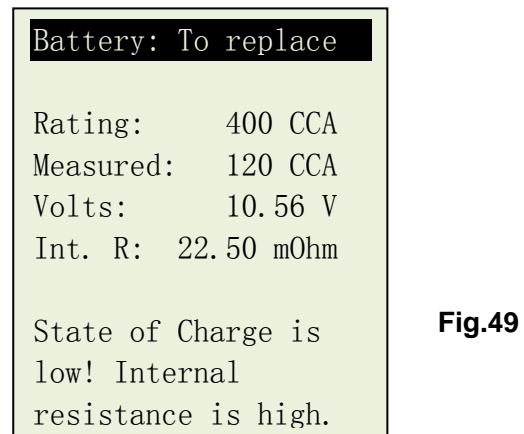 Battery: To replace
Rating: 400 CCA
Measured: 120 CCA
Volts: 10.56 V
Int. R: 22.50 mOhm
State of Charge is
low! Internal
resistance is high.
Fig.49